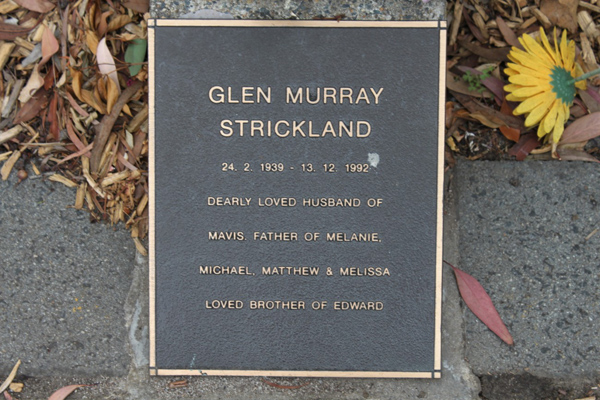 GLEN MURRAY
STRICKLAND
24. 2. 1939 - 13. 12. 1992
DEARLY LOVED HUSBAND OF
MAVIS. FATHER OF MELANIE,
MICHAEL, MATTHEW & MELISSA
LOVED BROTHER OF EDWARD